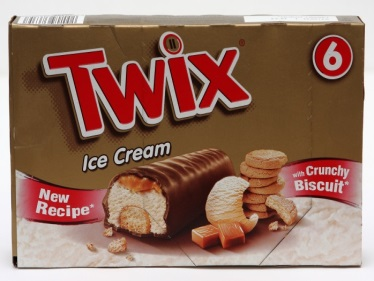 TWIX
6
Ice Cream
New
Recipe*
with Crunchy
Biscuit*